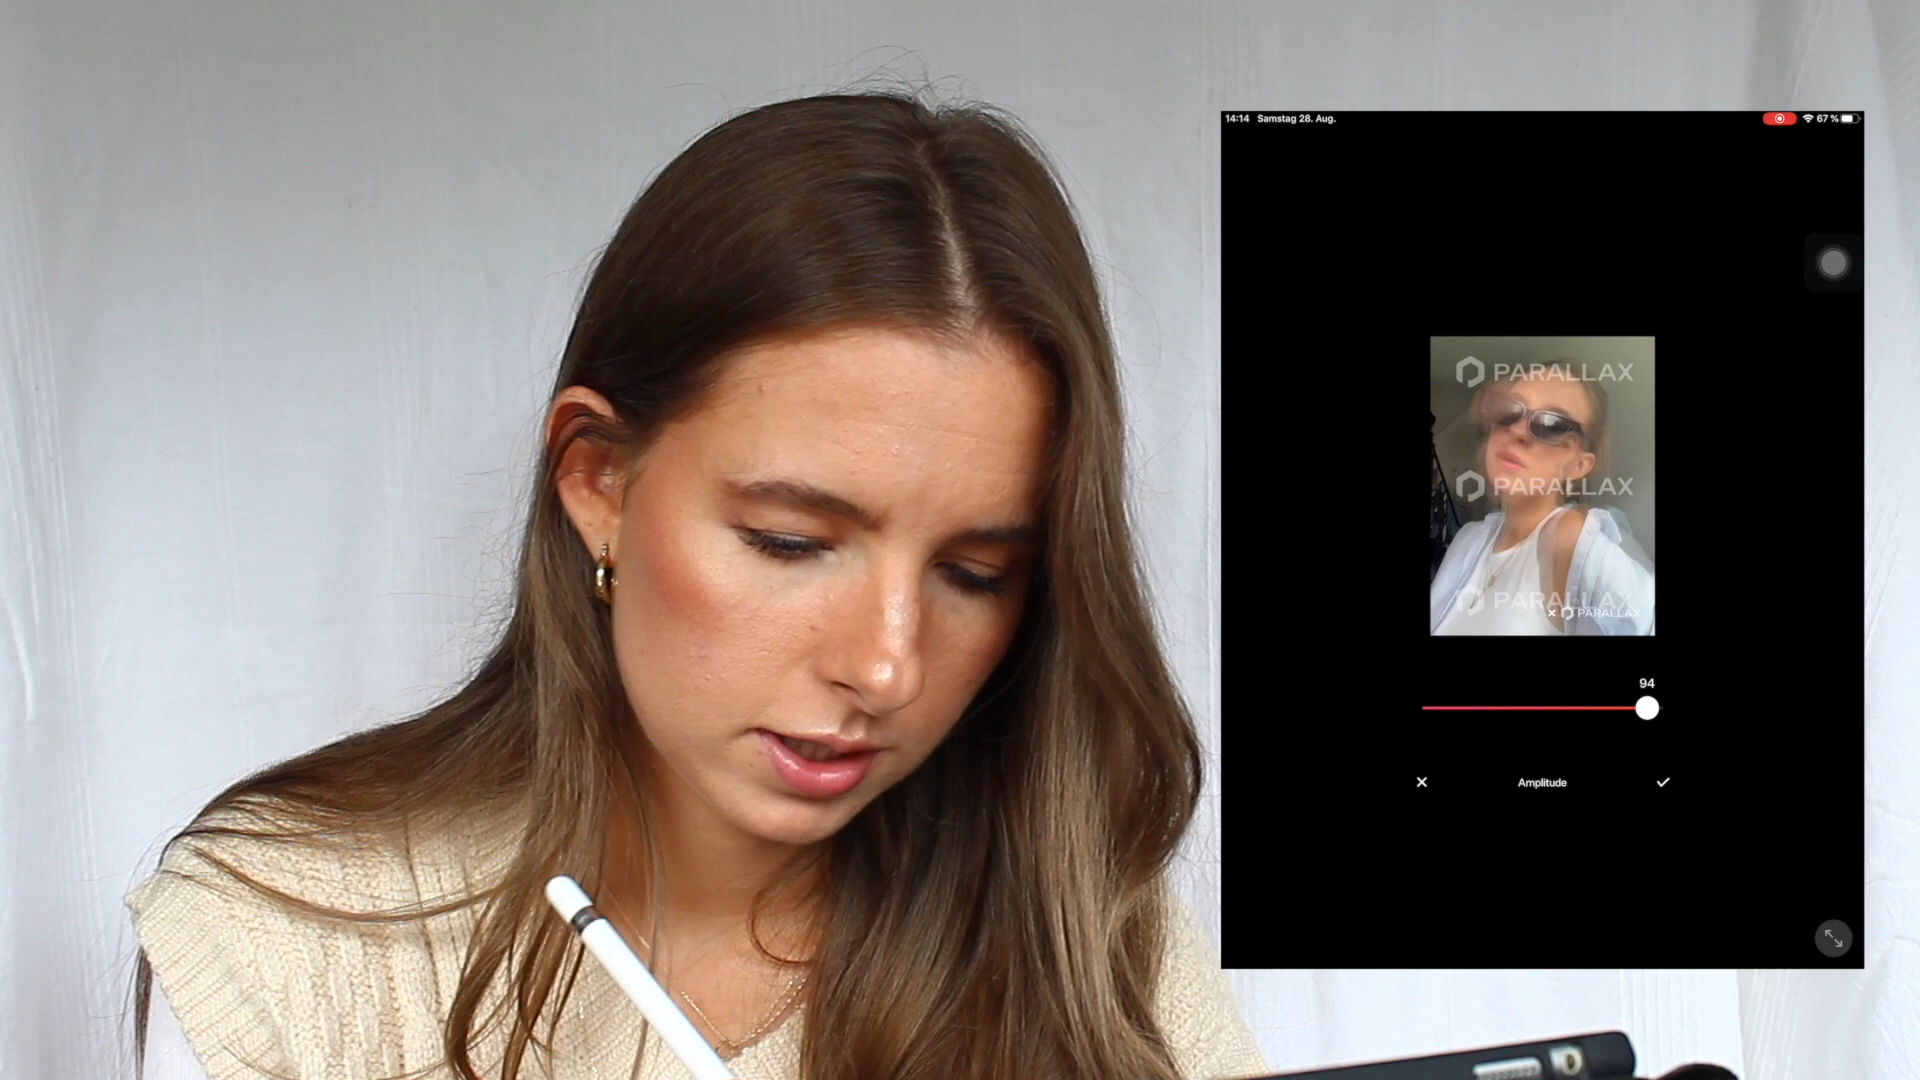 14:14 Samstag 28. Aug.
67 %
PARALLAX
PARALLAX
PARALLAX
× PARALLAX
94
Amplitude